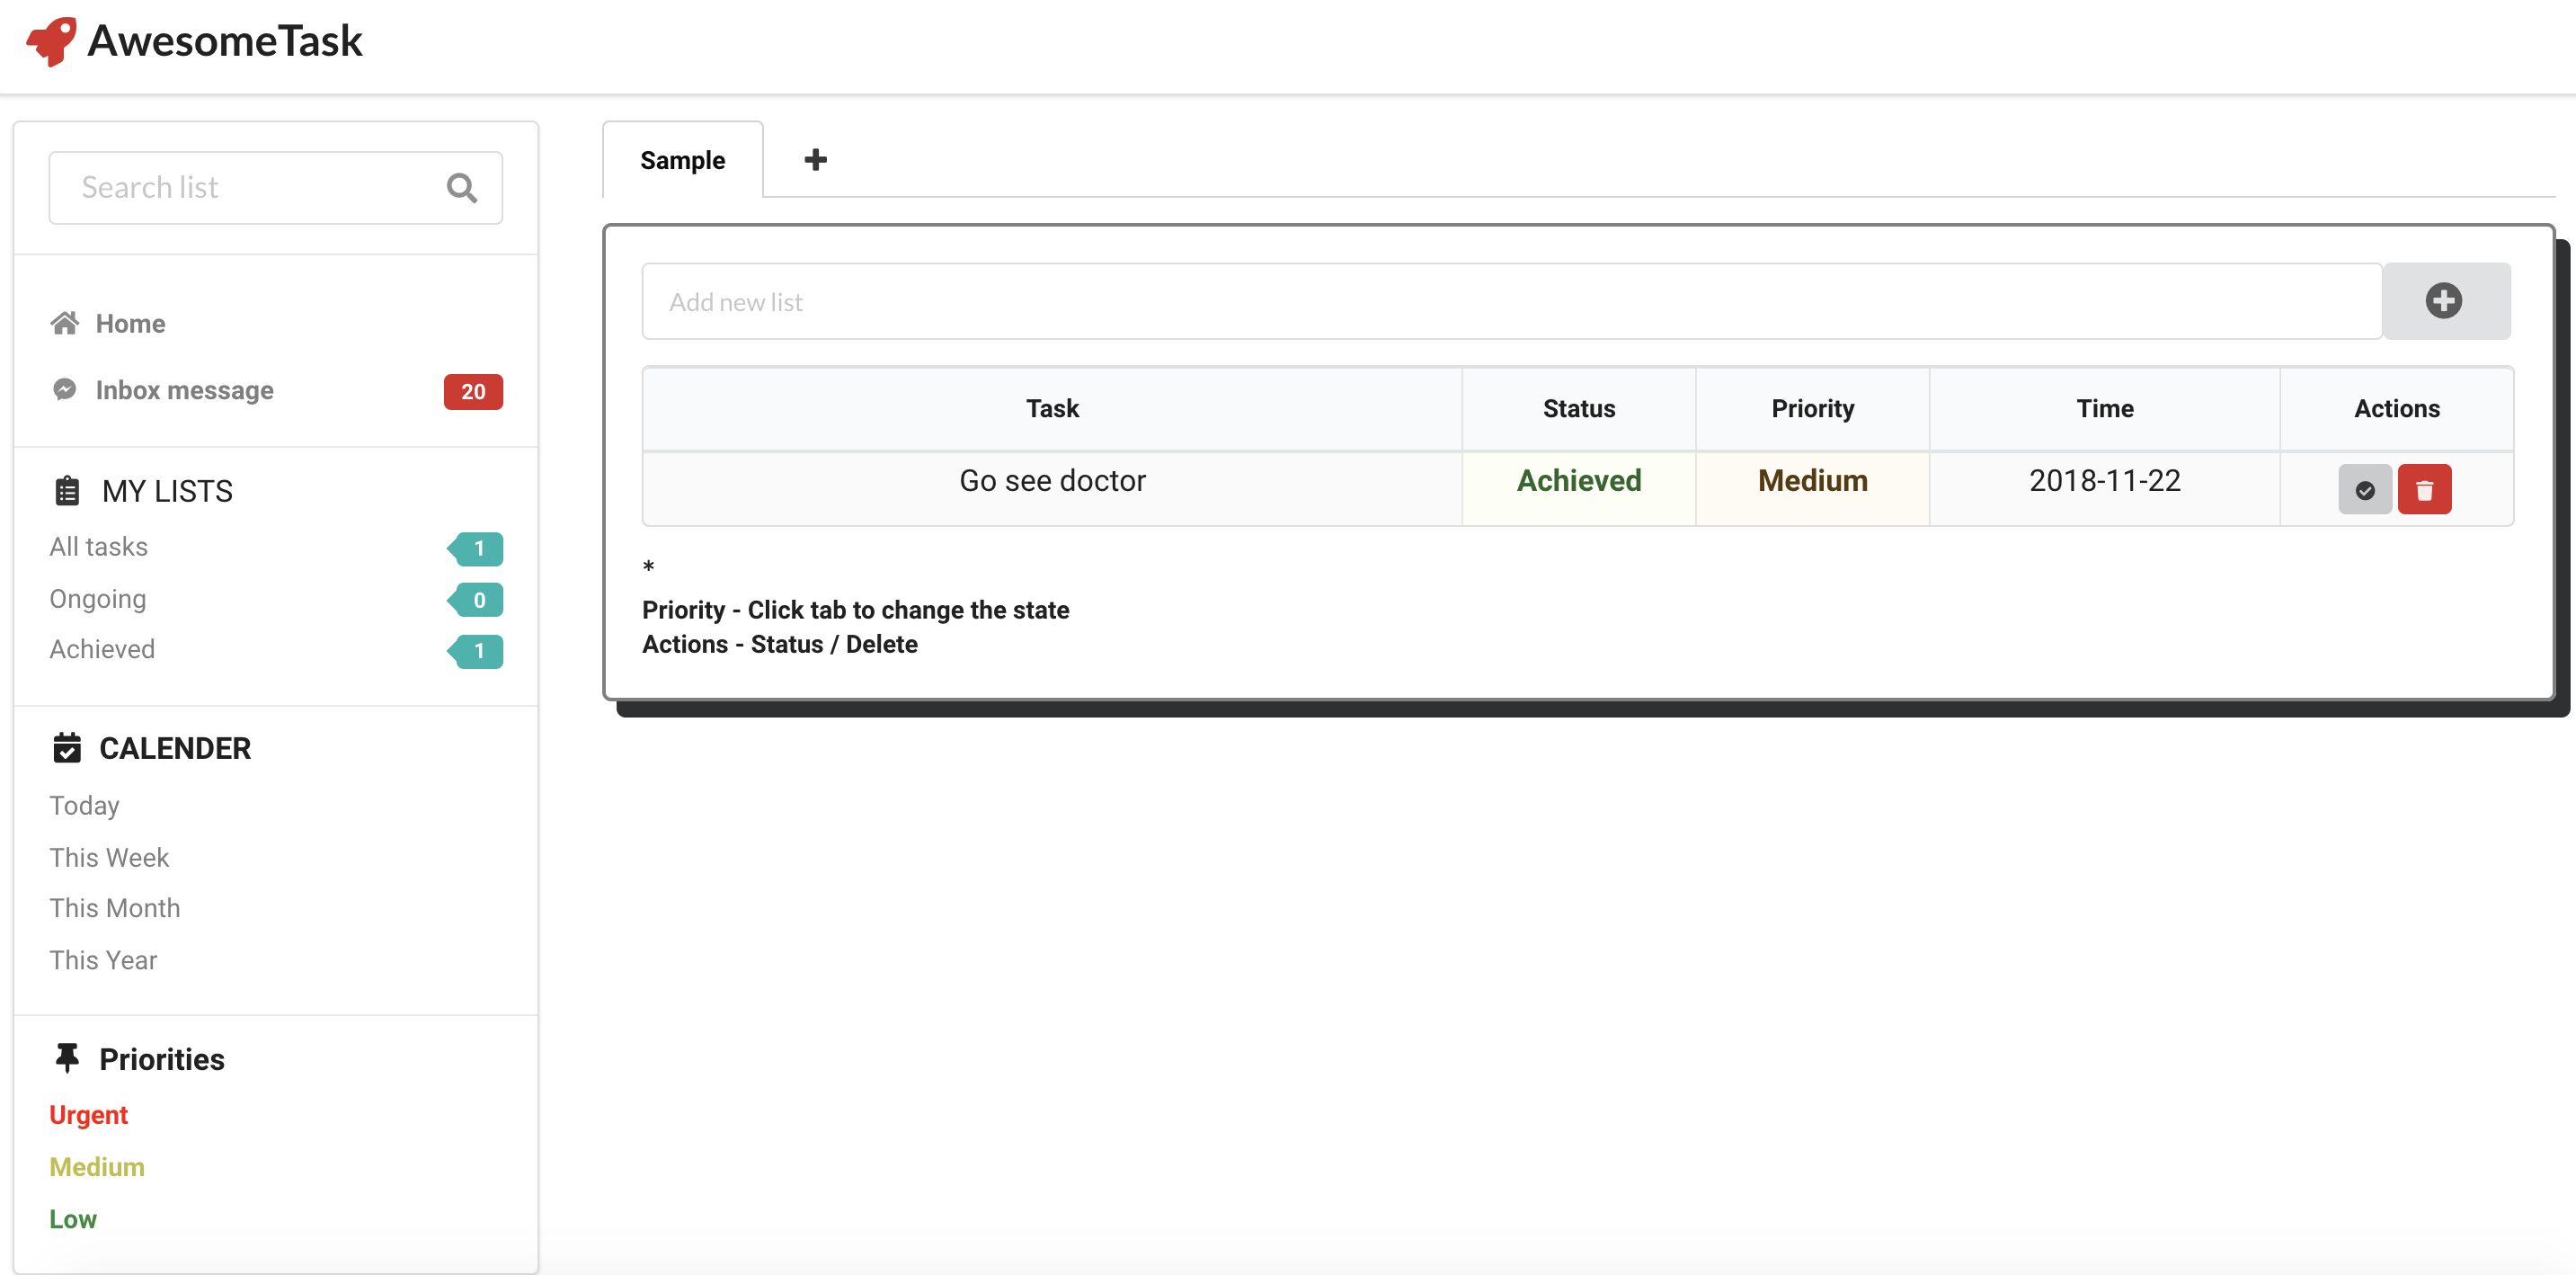 AwesomeTask
Search list
Home
Inbox message 20
MY LISTS
All tasks 1
Ongoing 0
Achieved 1
CALENDER
Today
This Week
This Month
This Year
Priorities
Urgent
Medium
Low
Sample
Add new list
Task Status Priority Time Actions
Go see doctor Achieved Medium 2018-11-22
*
Priority - Click tab to change the state
Actions - Status / Delete